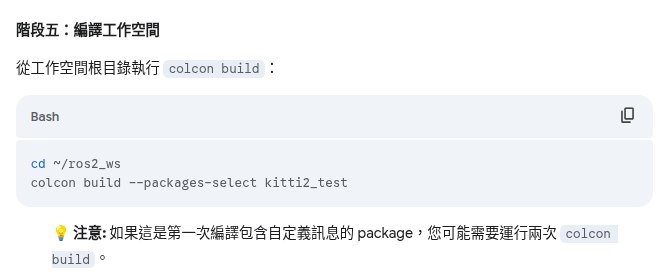 階段五：編譯工作空間
從工作空間根目錄執行 colcon build：
Bash
cd ~/ros2_ws
colcon build --packages-select kitti2_test
💡 注意: 如果這是第一次編譯包含自定義訊息的 package，您可能需要運行兩次 colcon
build。